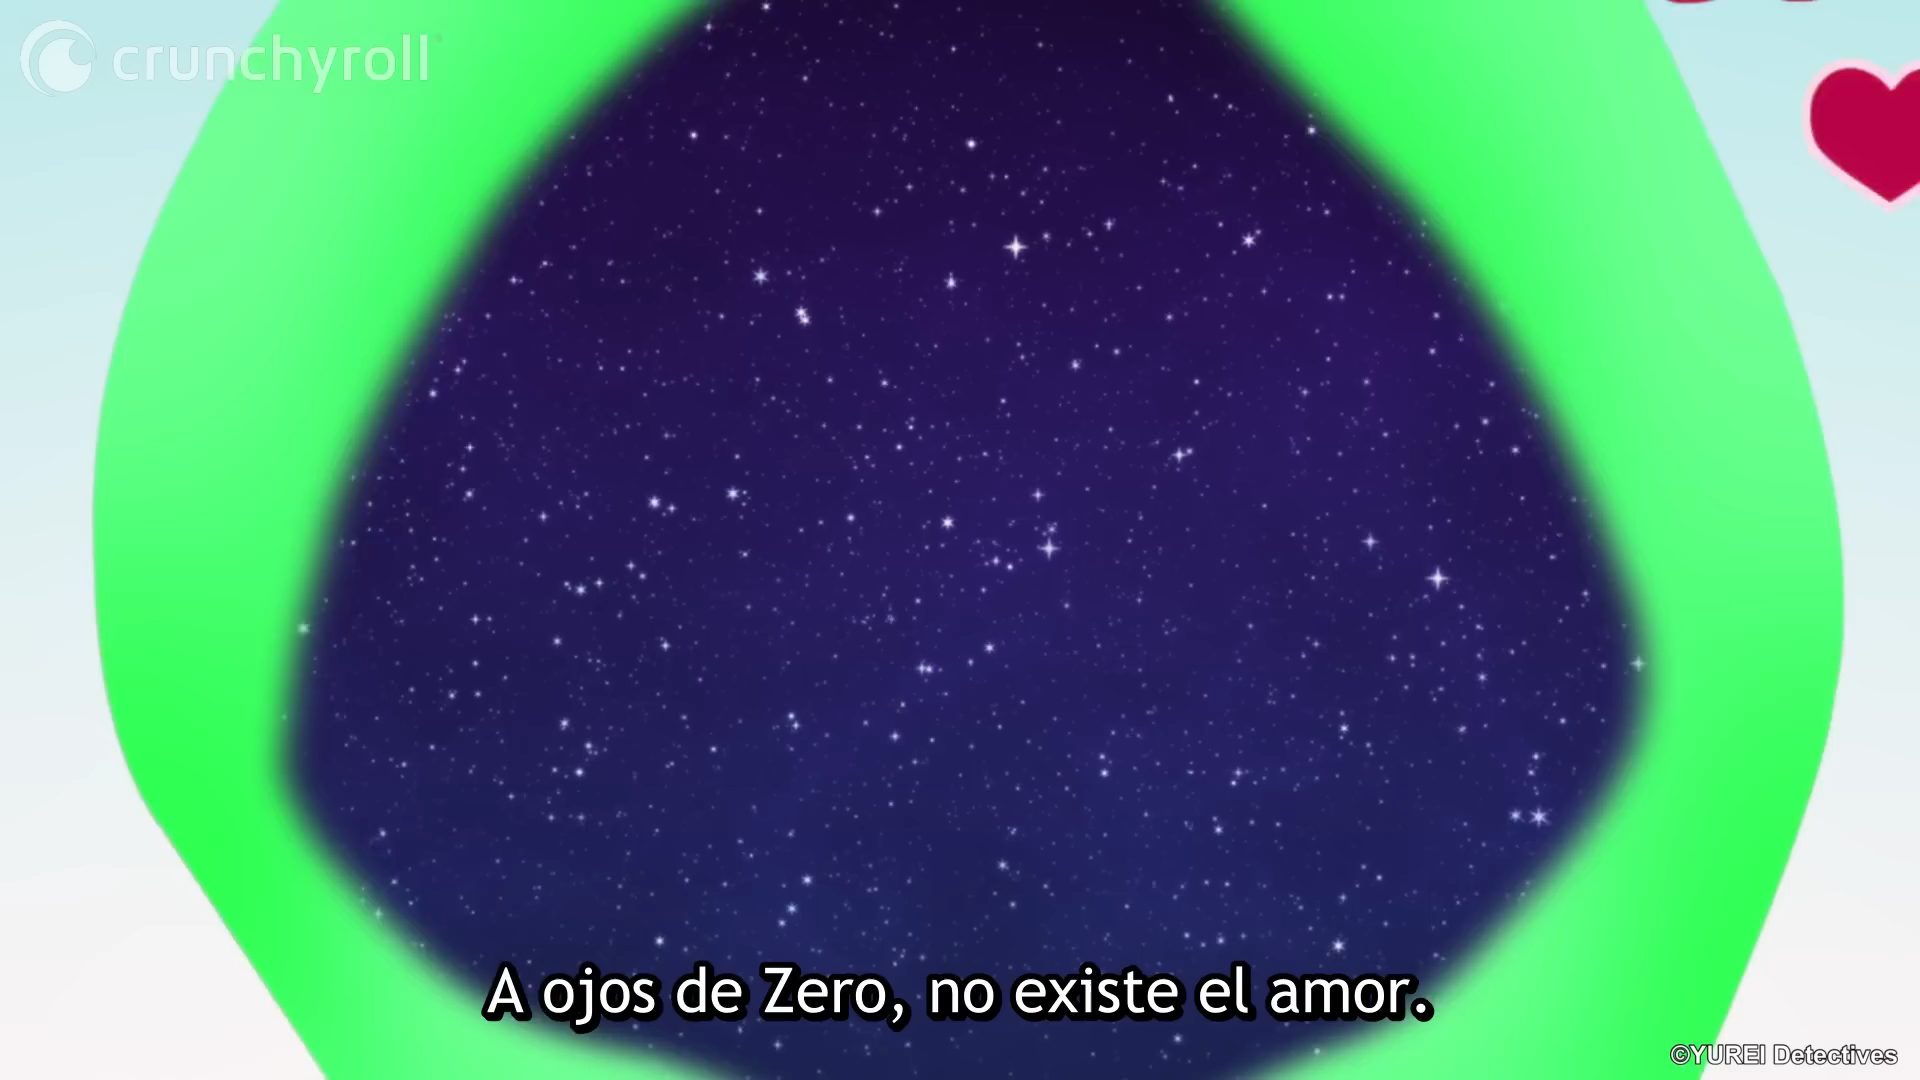 crunchyroll
A ojos de Zero, no existe el amor.
©YUREI Detectives